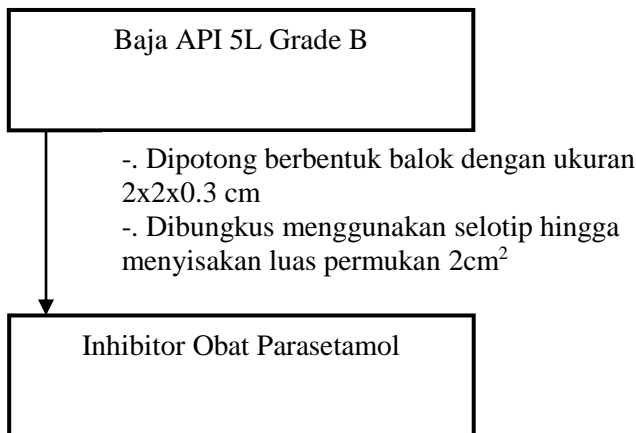 Baja API 5L Grade B
-. Dipotong berbentuk balok dengan ukuran
2x2x0.3 cm
-. Dibungkus menggunakan selotip hingga
menyisakan luas permukan 2cm²
Inhibitor Obat Parasetamol